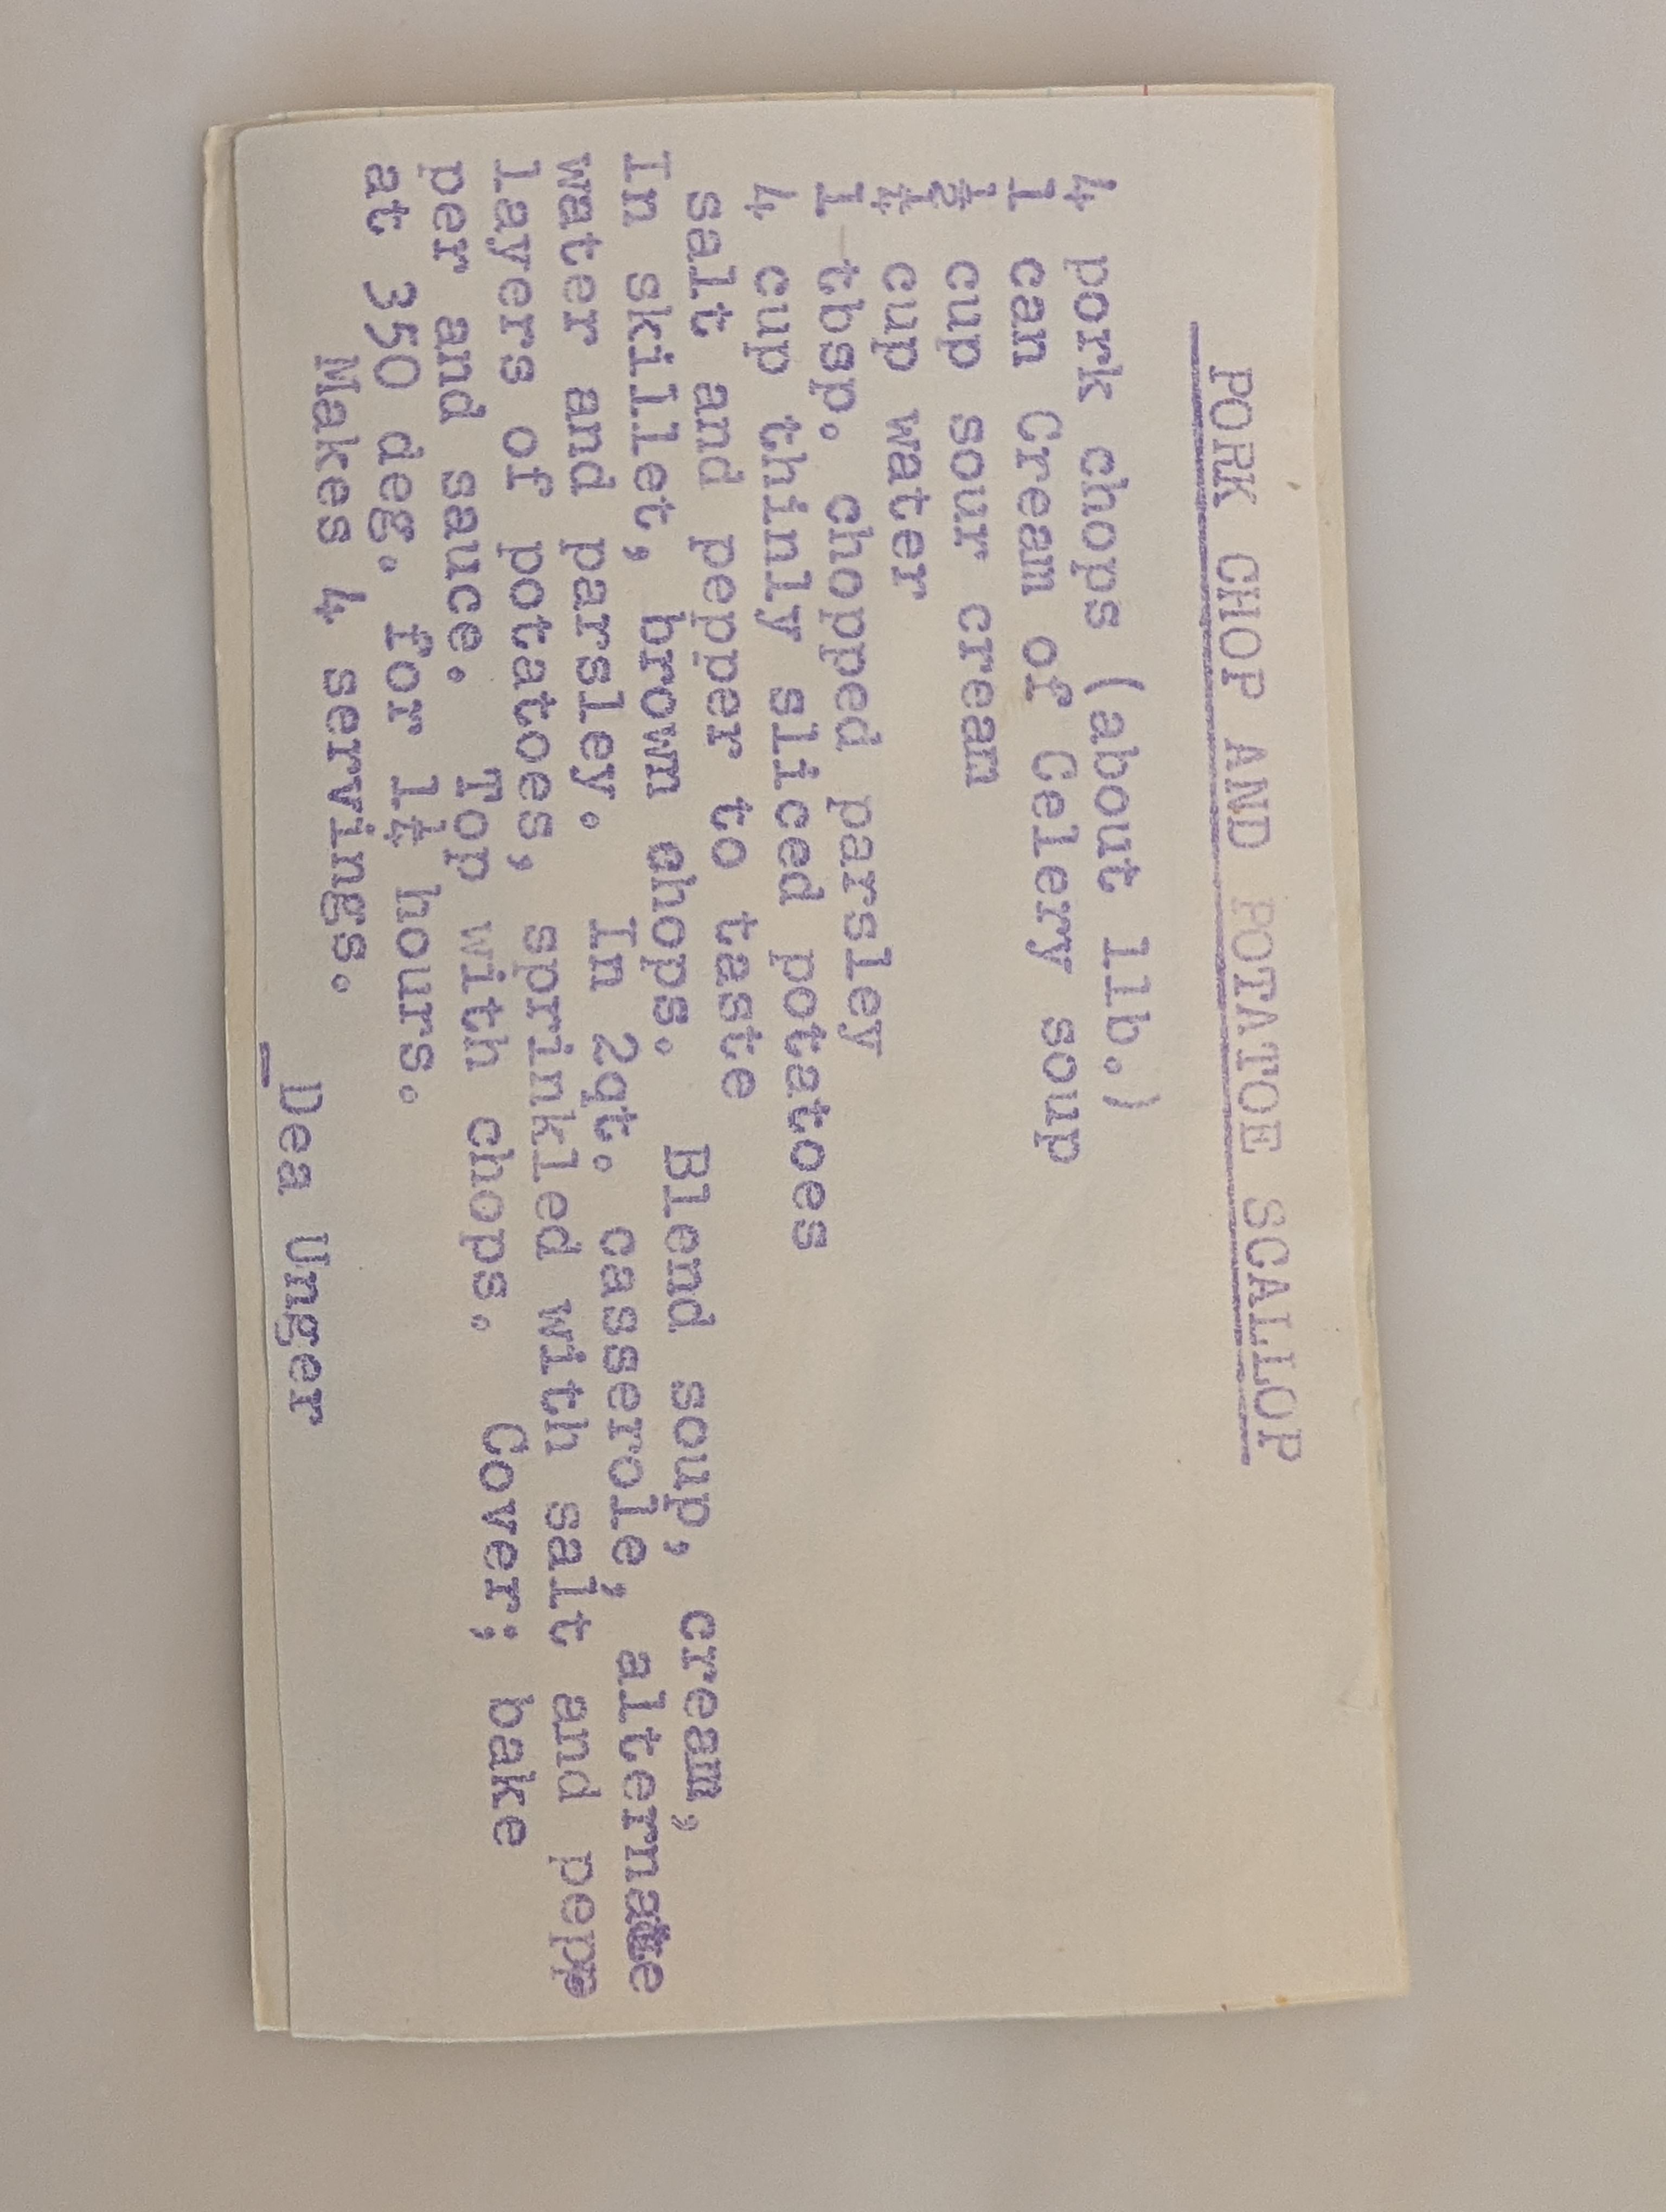 PORK CHOP AND POTATOE SCALLOP
4 pork chops (about 1lb.)
1 can Cream of Celery soup
½ cup sour cream
¼ cup water
1 tbsp. chopped parsley
4 cup thinly sliced potatoes
salt and pepper to taste
In skillet, brown chops. Blend soup, cream,
water and parsley. In 2qt. casserole; alternate
layers of potatoes, sprinkled with salt and pepp
per and sauce. Top with chops. Cover; bake
at 350 deg. for 1¼ hours.
Makes 4 servings.
_Dea Unger